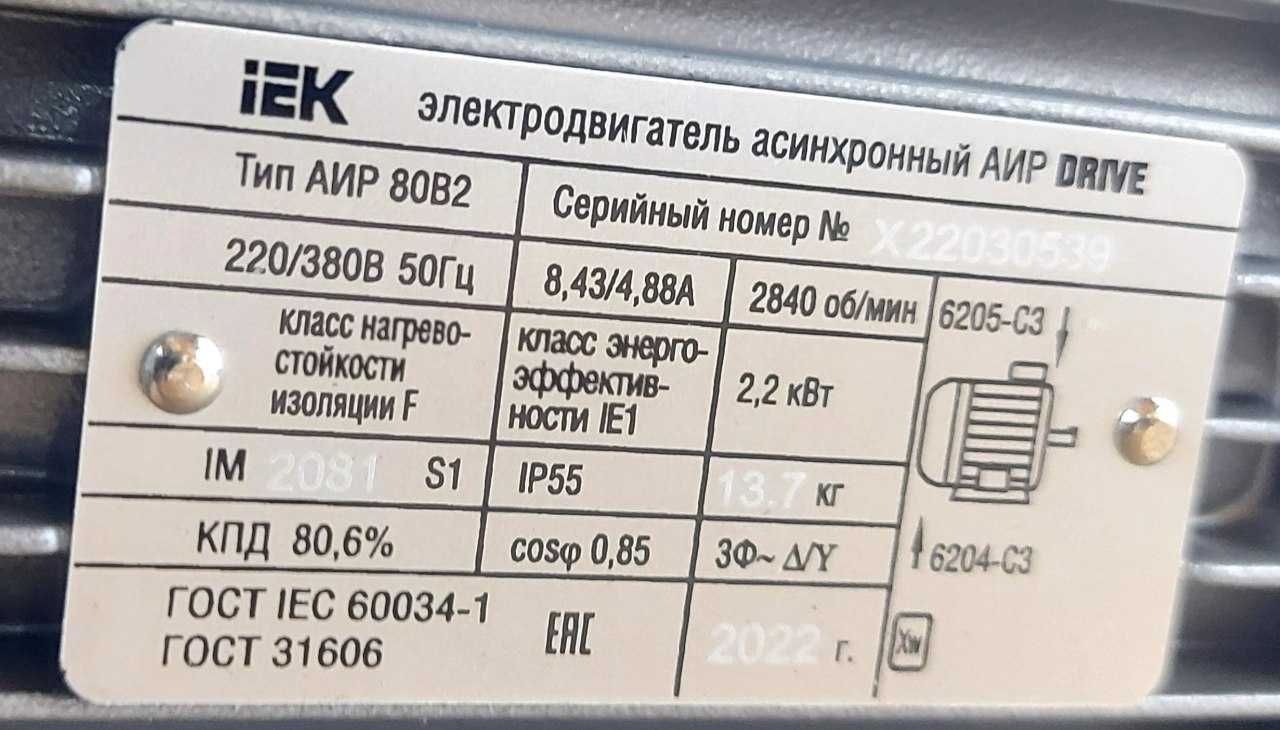 iEK электродвигатель асинхронный АИР DRIVE
Тип АИР 80В2
Серийный номер № X22030539
220/380В 50Гц
8,43/4,88А
2840 об/мин
6205-С3
класс нагрево-
стойкости
изоляции F
класс энерго-
эффектив-
ности IE1
2,2 кВт
IM 2081 S1
IP55
13.7 кг
КПД 80,6%
cosφ 0,85
3Ф~ Δ/Y
6204-С3
ГОСТ IEC 60034-1
ГОСТ 31606
ЕАС
2022 г.